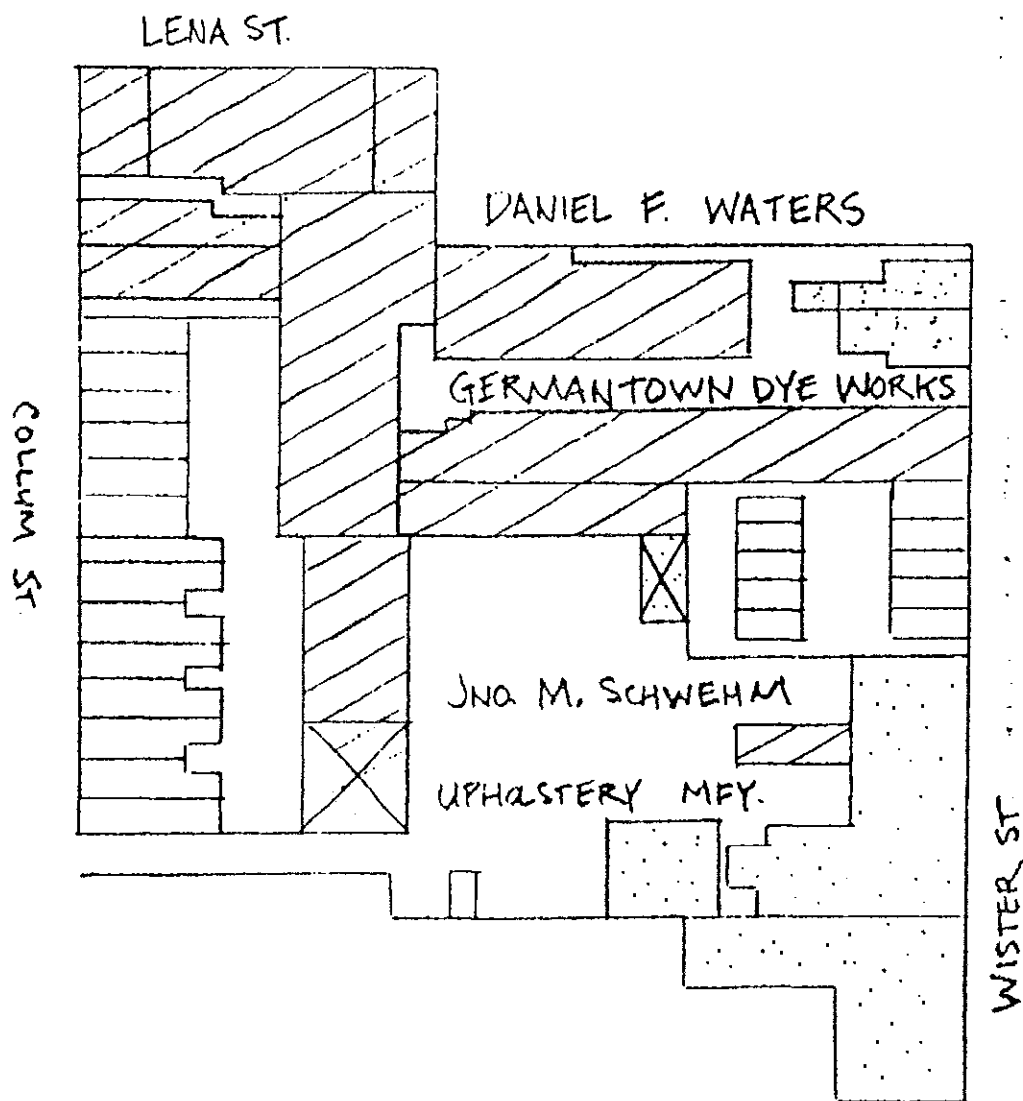 LENA ST.
DANIEL F. WATERS
GERMANTOWN DYE WORKS
COLLUM ST
JNO. M. SCHWEHM
UPHOLSTERY MFY.
WISTER ST